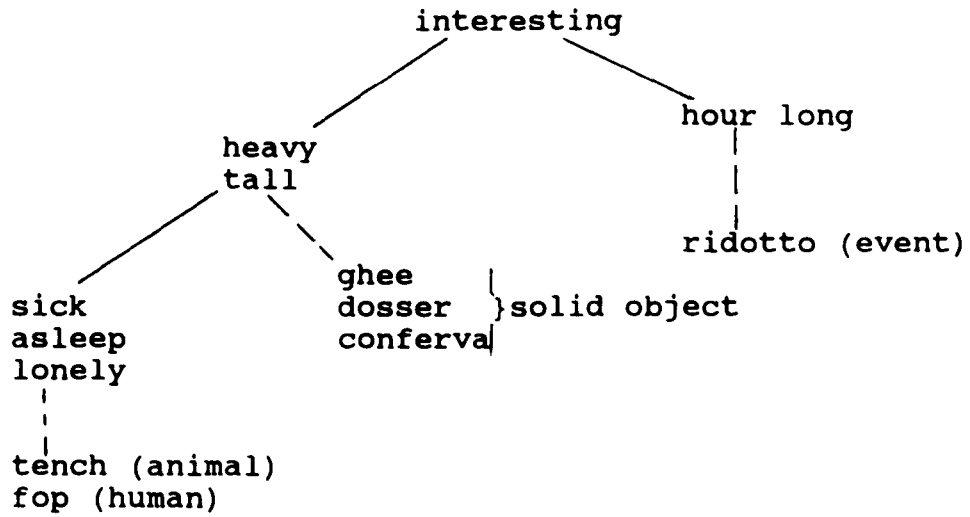 interesting
hour long
heavy
tall
ridotto (event)
ghee
sick
dosser }solid object
asleep
conferva
lonely
tench (animal)
fop (human)